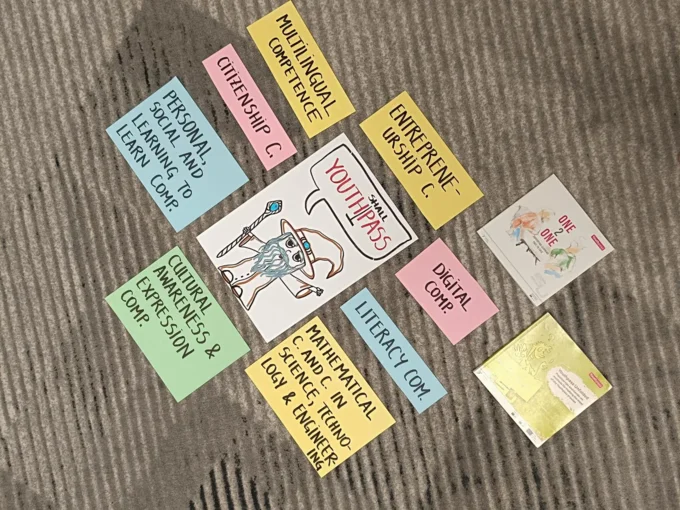 MULTILINGUAL
COMPETENCE
CITIZENSHIP C.
ENTREPRENE-
URSHIP C.
PERSONAL,
SOCIAL AND
LEARNING TO
LEARN COMP.
SHALL
YOUTHPASS
DIGITAL
COMP.
ONE
2
ONE
CULTURAL
AWARENESS &
EXPRESSION
COMP.
LITERACY COM.
MATHEMATICAL
C. AND C. IN
SCIENCE, TECHNO-
LOGY & ENGINEER-
ING